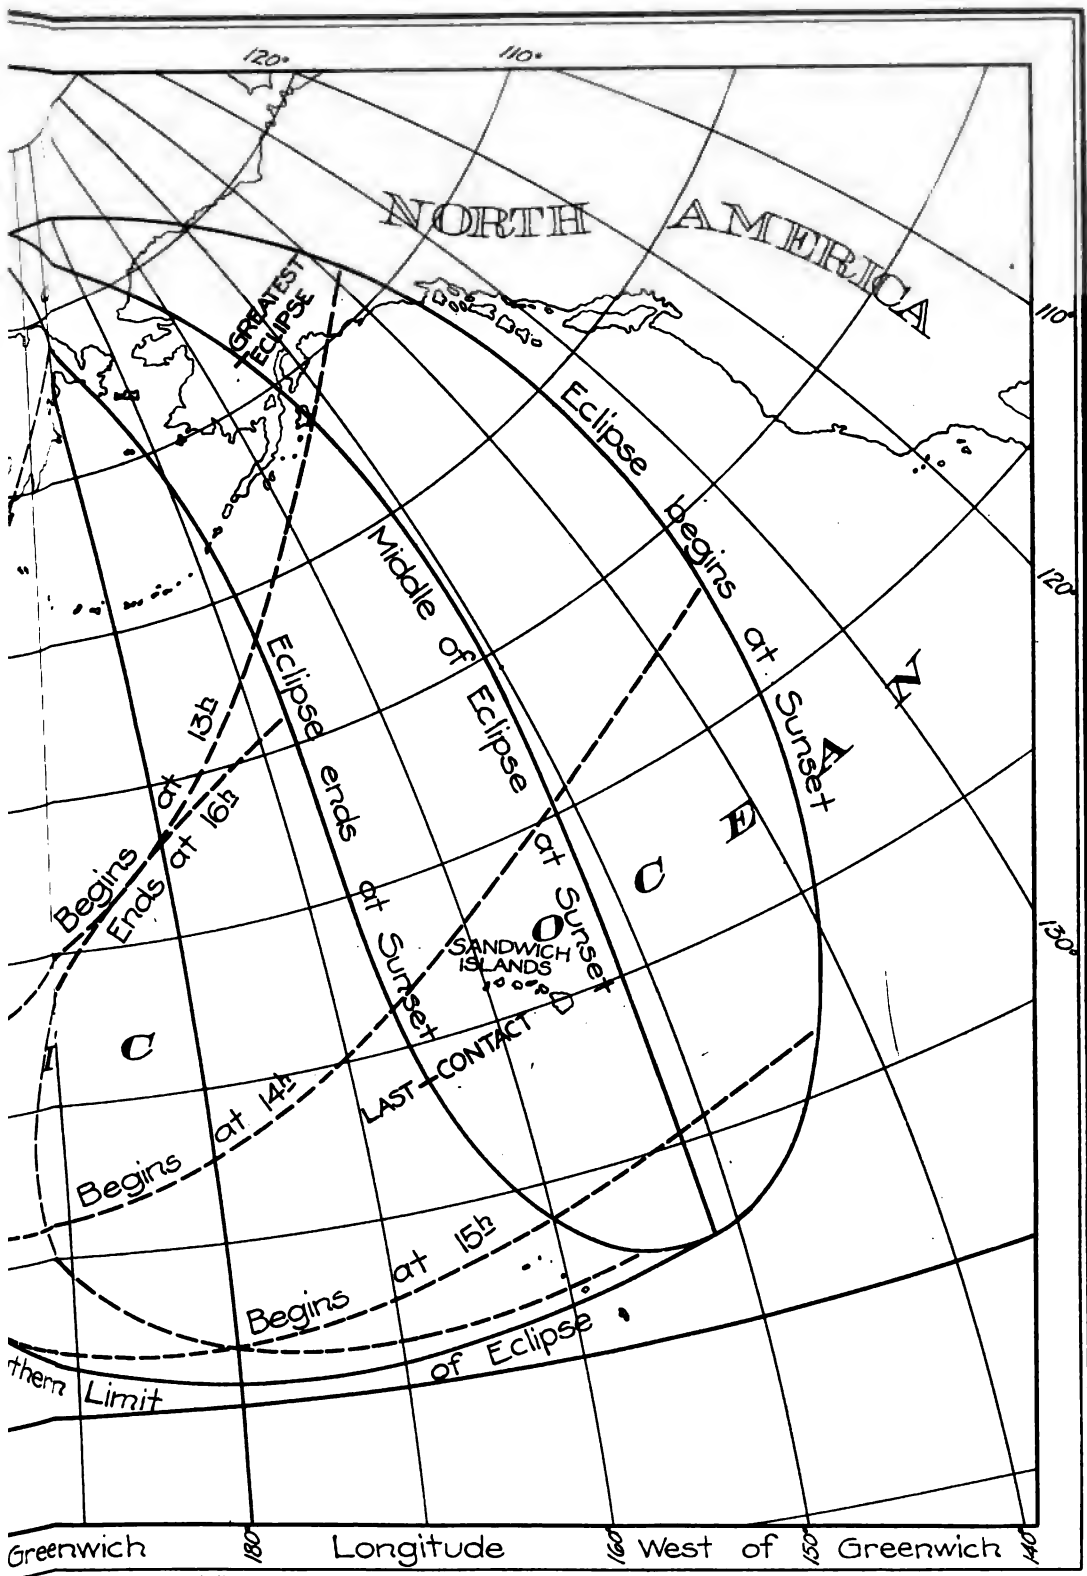 120°
110°
NORTH AMERICA
110°
GREATEST
ECLIPSE
Eclipse begins at Sunset
120°
Middle of Eclipse at Sunset
Eclipse ends at Sunset
Begins at 13h
Ends at 16h
N
A
E
C
O
130°
SANDWICH
ISLANDS
I C
LAST CONTACT
Begins at 14h
Begins at 15h
thern Limit of Eclipse
Greenwich 180° Longitude 160° West of 150° Greenwich 140°